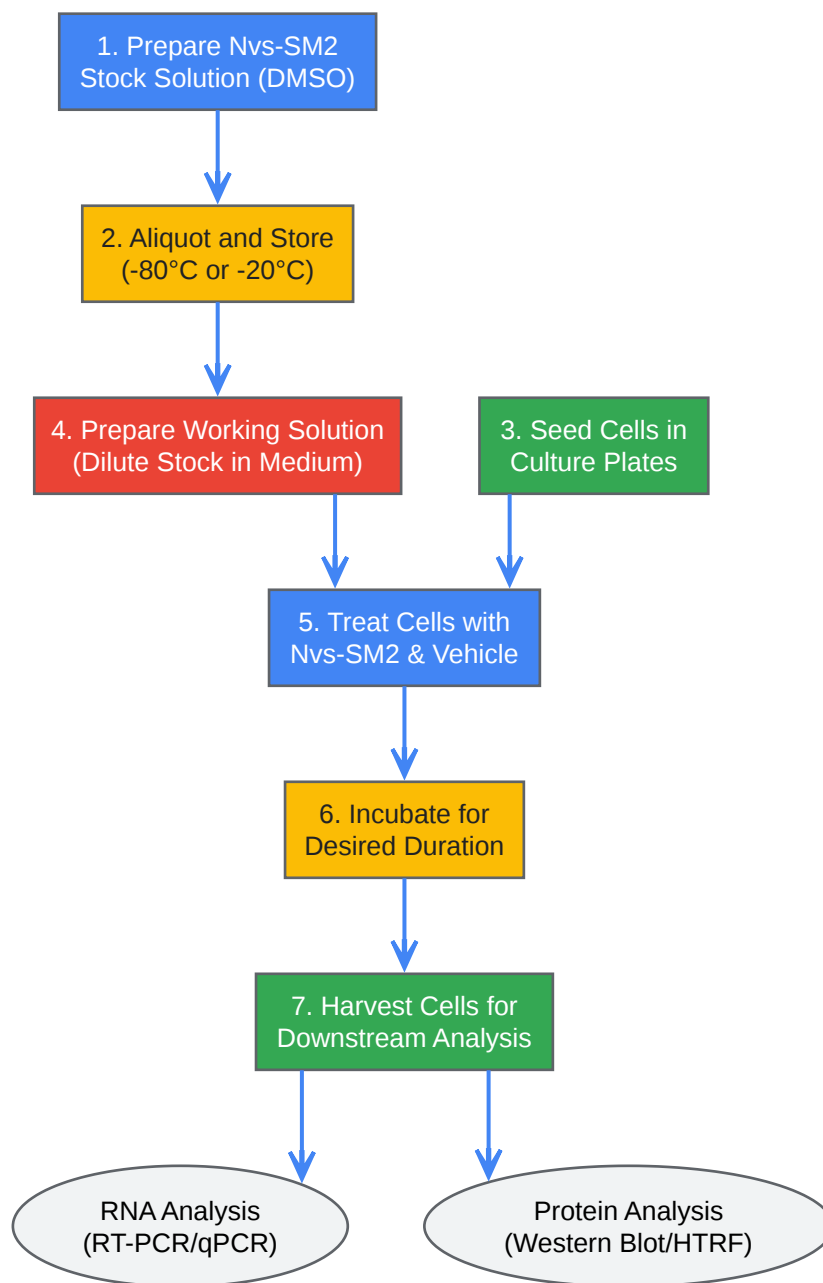 1. Prepare Nvs-SM2
Stock Solution (DMSO)
2. Aliquot and Store
(-80°C or -20°C)
4. Prepare Working Solution
(Dilute Stock in Medium)
3. Seed Cells in
Culture Plates
5. Treat Cells with
Nvs-SM2 & Vehicle
6. Incubate for
Desired Duration
7. Harvest Cells for
Downstream Analysis
RNA Analysis
(RT-PCR/qPCR)
Protein Analysis
(Western Blot/HTRF)